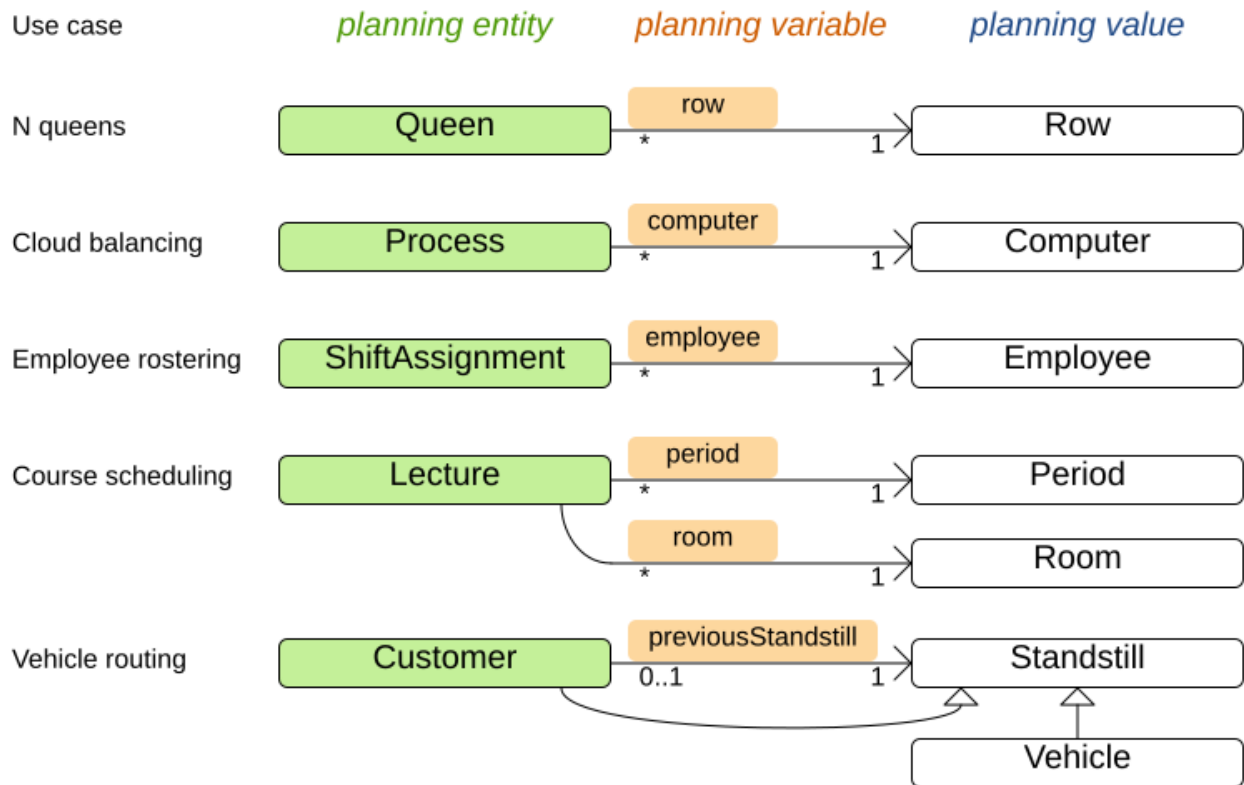 Use case planning entity planning variable planning value
row
N queens Queen Row
* 1
computer
Cloud balancing Process Computer
* 1
employee
Employee rostering ShiftAssignment Employee
* 1
period
Course scheduling Lecture Period
* 1
room
Room
* 1
previousStandstill
Vehicle routing Customer Standstill
0..1 1
Vehicle